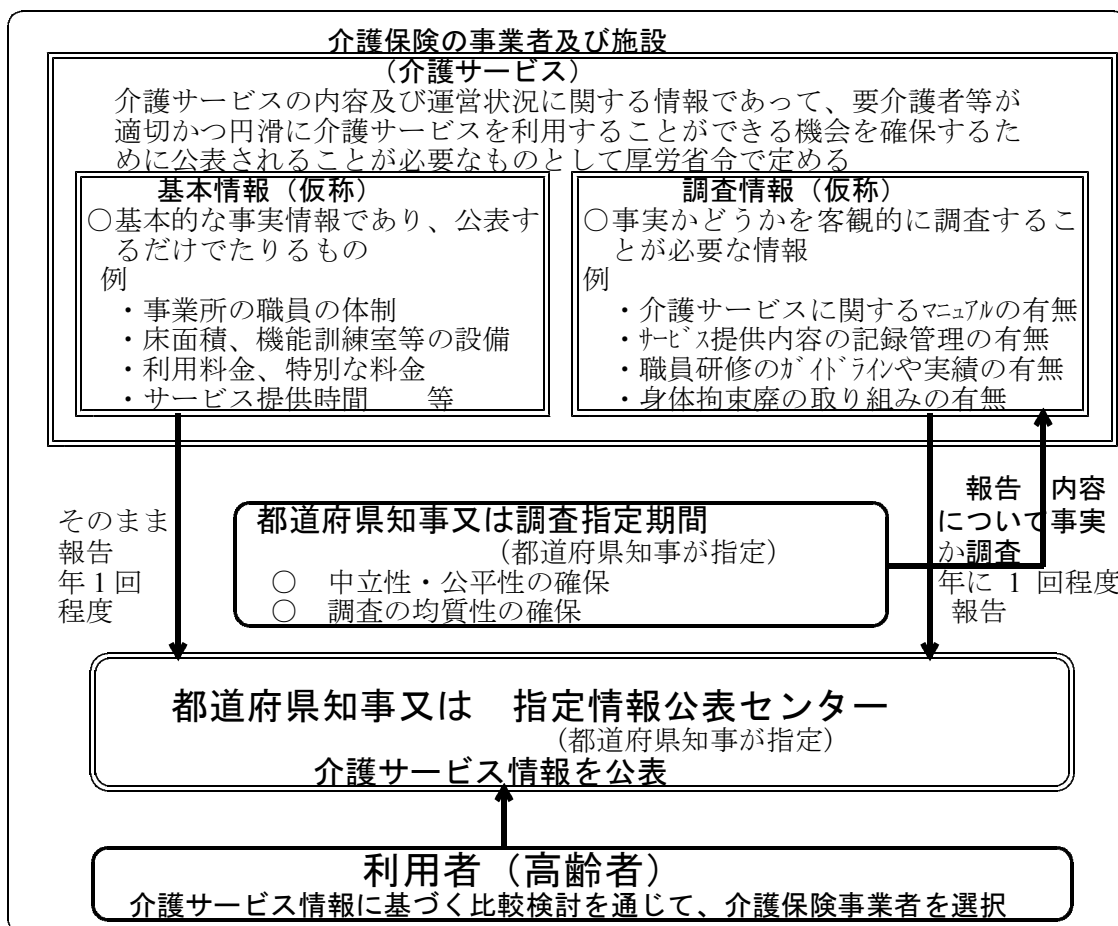 介護保険の事業者及び施設
（介護サービス）
介護サービスの内容及び運営状況に関する情報であって、要介護者等が
適切かつ円滑に介護サービスを利用することができる機会を確保するた
めに公表されることが必要なものとして厚労省令で定める
基本情報（仮称）
○基本的な事実情報であり、公表す
るだけでたりるもの
例
・事業所の職員の体制
・床面積、機能訓練室等の設備
・利用料金、特別な料金
・サービス提供時間　　等
調査情報（仮称）
○事実かどうかを客観的に調査するこ
とが必要な情報
例
・介護サービスに関するﾏﾆｭｱﾙの有無
・ｻｰﾋﾞｽ提供内容の記録管理の有無
・職員研修のｶﾞｲﾄﾞﾗｲﾝや実績の有無
・身体拘束廃の取り組みの有無
そのまま
報告
年1回
程度
都道府県知事又は調査指定期間
（都道府県知事が指定）
○　中立性・公平性の確保
○　調査の均質性の確保
報告　内容
について事実
か調査
年に 1 回程度
報告
都道府県知事又は　指定情報公表センター
（都道府県知事が指定）
介護サービス情報を公表
利用者（高齢者）
介護サービス情報に基づく比較検討を通じて、介護保険事業者を選択